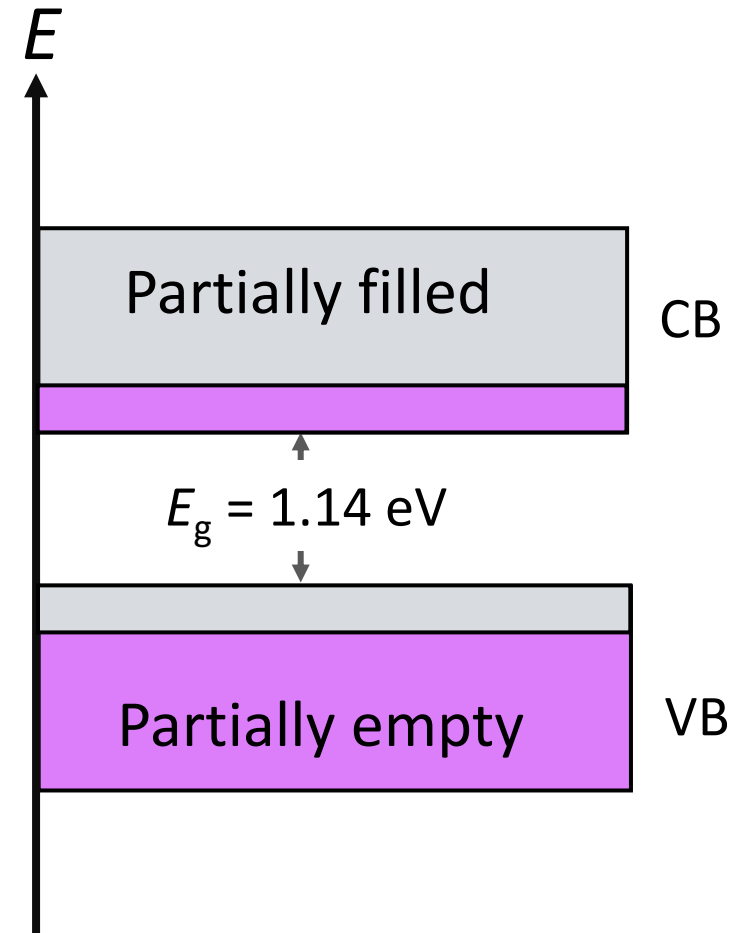 E
Partially filled
CB
Eg = 1.14 eV
Partially empty
VB